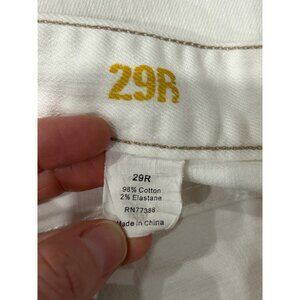 29R
29R
98% Cotton
2% Elastane
RN77388
Made in China